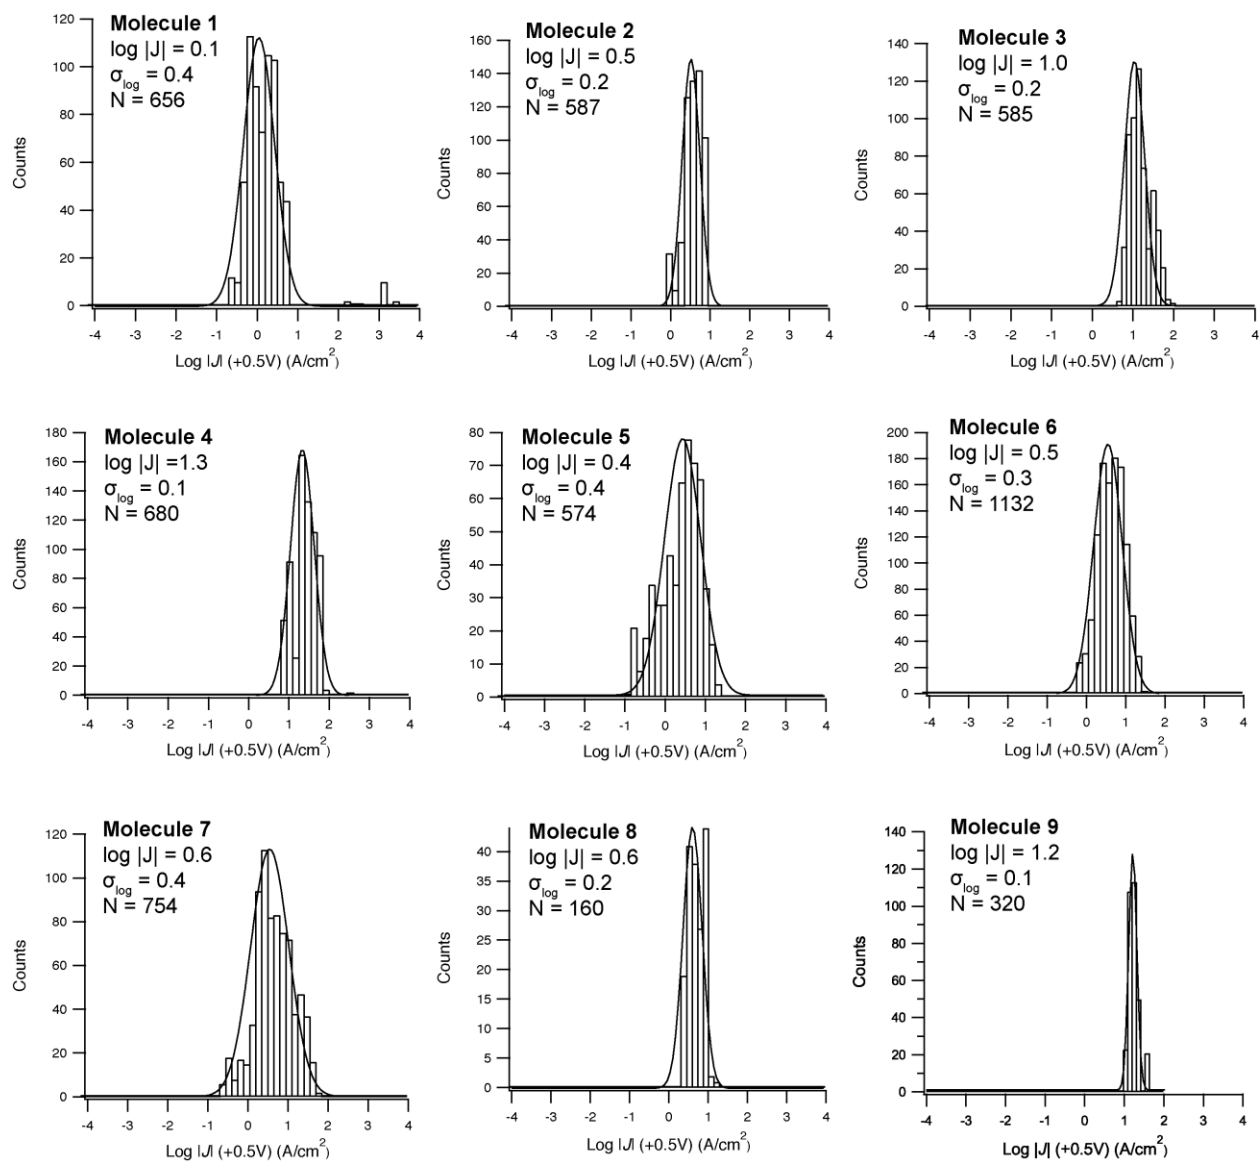 Molecule 1
log |J| = 0.1
σlog = 0.4
N = 656
120
100
80
60
40
20
0
Counts
-4 -3 -2 -1 0 1 2 3 4
Log |J| (+0.5V) (A/cm²)
Molecule 2
log |J| = 0.5
σlog = 0.2
N = 587
160
140
120
100
80
60
40
20
0
Counts
-4 -3 -2 -1 0 1 2 3 4
Log |J| (+0.5V) (A/cm²)
Molecule 3
log |J| = 1.0
σlog = 0.2
N = 585
140
120
100
80
60
40
20
0
Counts
-4 -3 -2 -1 0 1 2 3 4
Log |J| (+0.5V) (A/cm²)
Molecule 4
log |J| =1.3
σlog = 0.1
N = 680
180
160
140
120
100
80
60
40
20
0
Counts
-4 -3 -2 -1 0 1 2 3 4
Log |J| (+0.5V) (A/cm²)
Molecule 5
log |J| = 0.4
σlog = 0.4
N = 574
80
70
60
50
40
30
20
10
0
Counts
-4 -3 -2 -1 0 1 2 3 4
Log |J| (+0.5V) (A/cm²)
Molecule 6
log |J| = 0.5
σlog = 0.3
N = 1132
200
180
160
140
120
100
80
60
40
20
0
Counts
-4 -3 -2 -1 0 1 2 3 4
Log |J| (+0.5V) (A/cm²)
Molecule 7
log |J| = 0.6
σlog = 0.4
N = 754
120
100
80
60
40
20
0
Counts
-4 -3 -2 -1 0 1 2 3 4
Log |J| (+0.5V) (A/cm²)
Molecule 8
log |J| = 0.6
σlog = 0.2
N = 160
40
35
30
25
20
15
10
5
0
Counts
-4 -3 -2 -1 0 1 2 3 4
Log |J| (+0.5V) (A/cm²)
Molecule 9
log |J| = 1.2
σlog = 0.1
N = 320
140
120
100
80
60
40
20
0
Counts
-4 -3 -2 -1 0 1 2 3 4
Log |J| (+0.5V) (A/cm²)